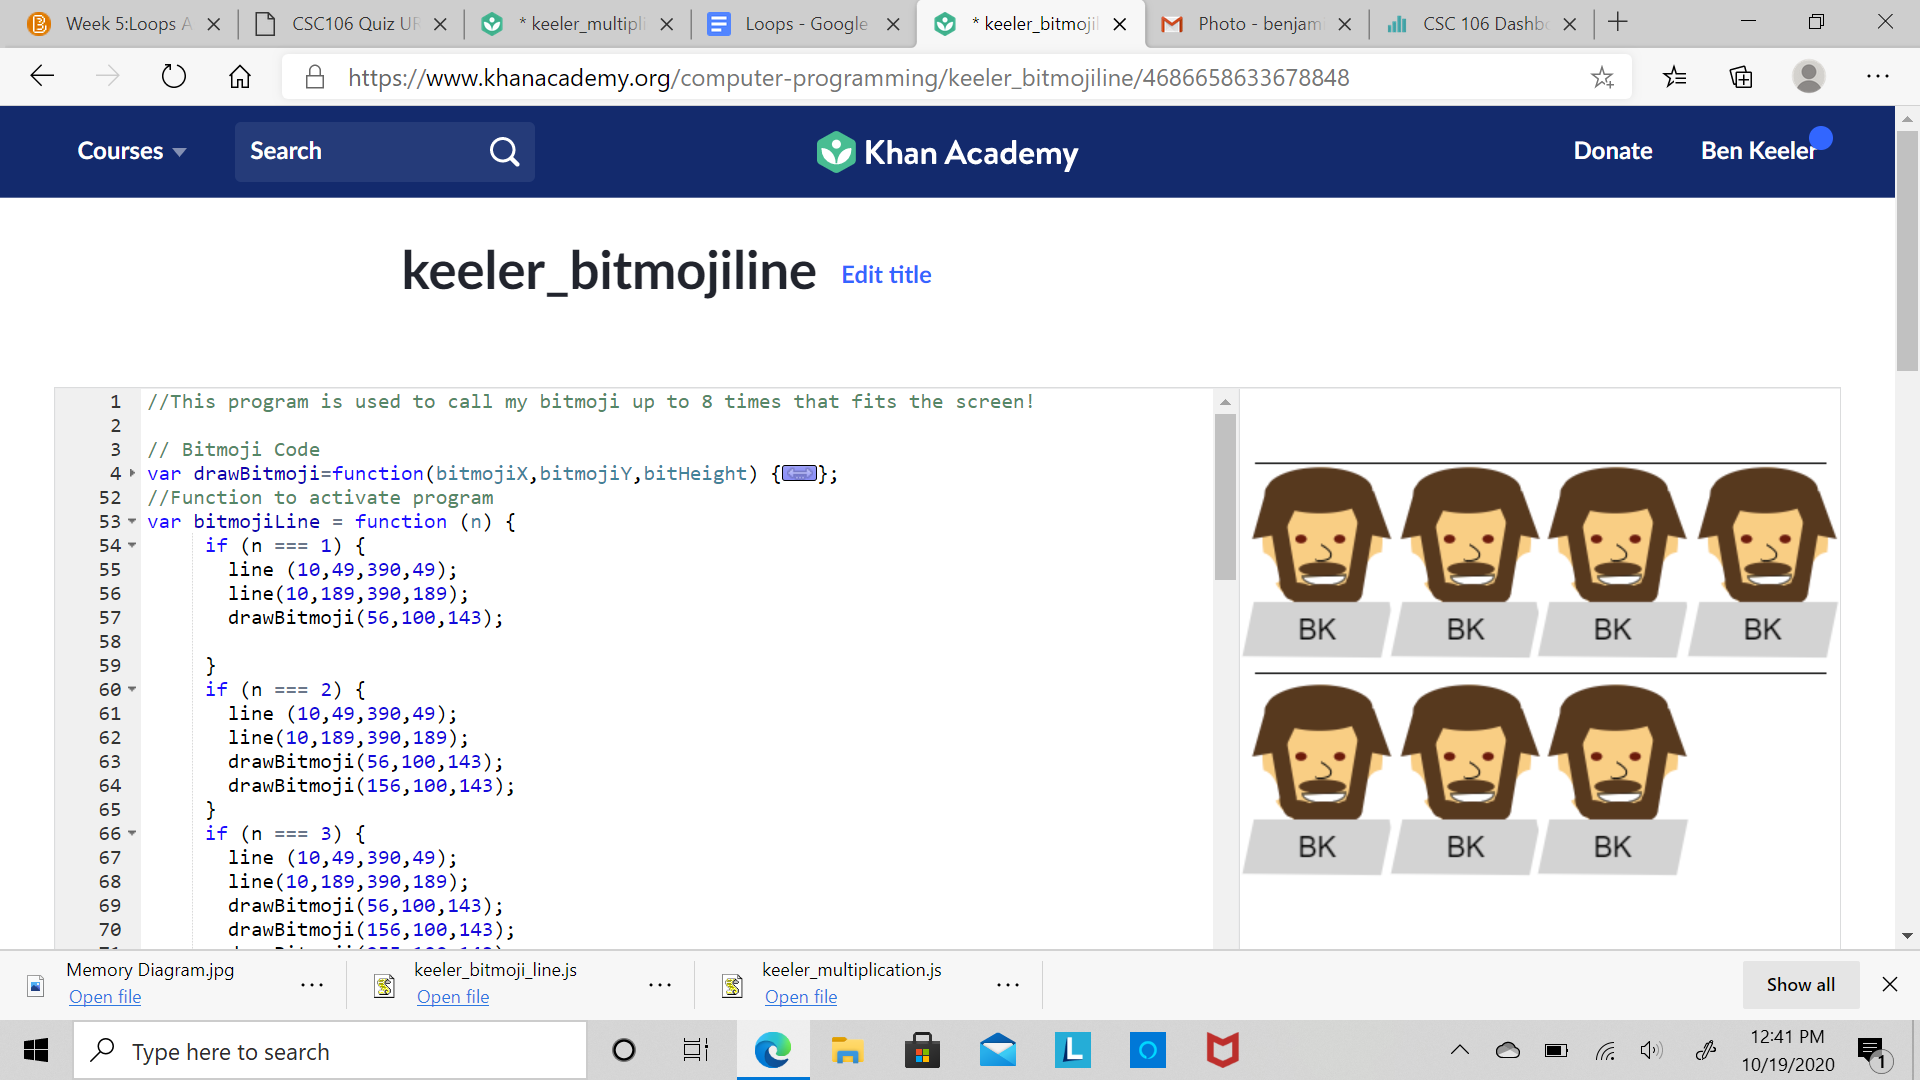 Week 5:Loops A
CSC106 Quiz UR
* keeler_multipli
Loops - Google
* keeler_bitmojil
Photo - benjami
CSC 106 Dashbo
https://www.khanacademy.org/computer-programming/keeler_bitmojiline/4686658633678848
Courses
Search
Khan Academy
Donate
Ben Keeler
keeler_bitmojiline
Edit title
1 //This program is used to call my bitmoji up to 8 times that fits the screen!
2
3 // Bitmoji Code
4 var drawBitmoji=function(bitmojiX,bitmojiY,bitHeight) {};
52 //Function to activate program
53 var bitmojiLine = function (n) {
54 if (n === 1) {
55 line (10,49,390,49);
56 line(10,189,390,189);
57 drawBitmoji(56,100,143);
58
59 }
60 if (n === 2) {
61 line (10,49,390,49);
62 line(10,189,390,189);
63 drawBitmoji(56,100,143);
64 drawBitmoji(156,100,143);
65 }
66 if (n === 3) {
67 line (10,49,390,49);
68 line(10,189,390,189);
69 drawBitmoji(56,100,143);
70 drawBitmoji(156,100,143);
BK BK BK BK
BK BK BK
Memory Diagram.jpg
Open file
keeler_bitmoji_line.js
Open file
keeler_multiplication.js
Open file
Show all
Type here to search
L
12:41 PM
10/19/2020
1